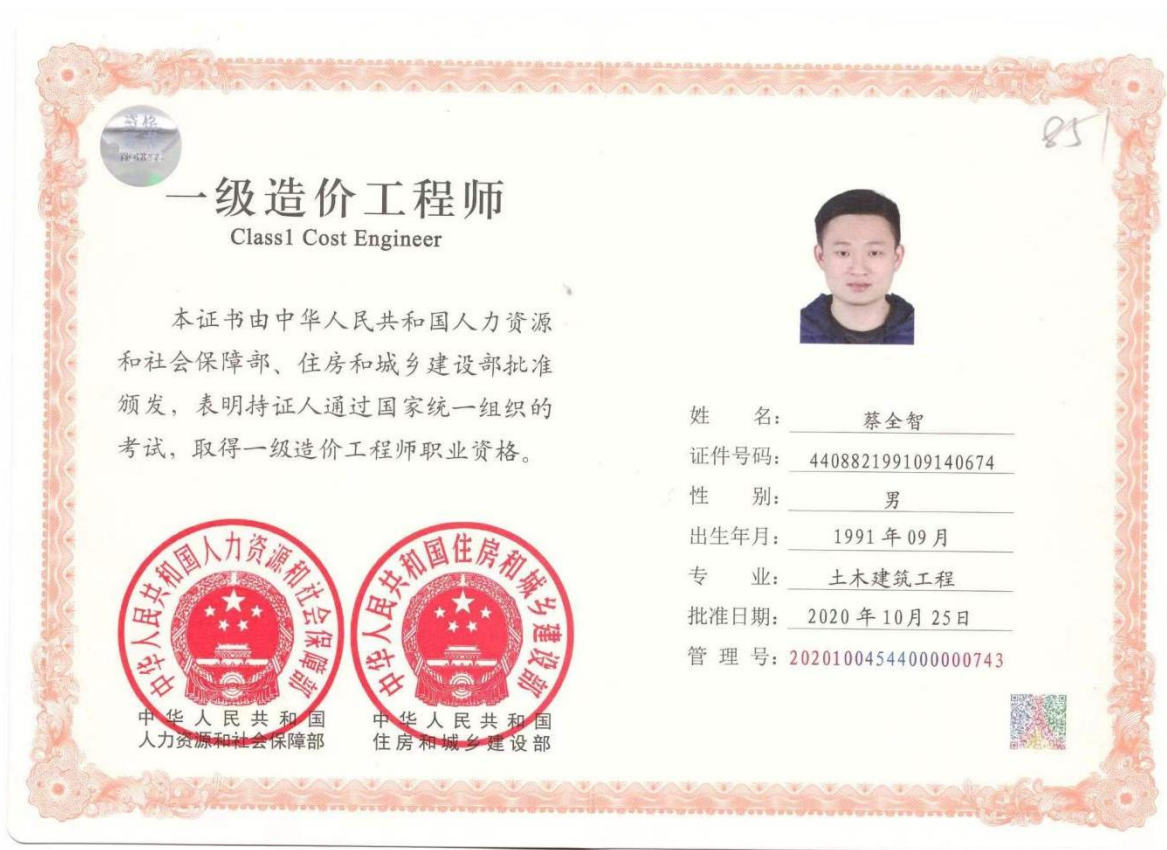 85
一级造价工程师
Class1 Cost Engineer
本证书由中华人民共和国人力资源
和社会保障部、住房和城乡建设部批准
颁发，表明持证人通过国家统一组织的
考试，取得一级造价工程师职业资格。
姓 名：蔡全智
证件号码：440882199109140674
性 别：男
出生年月：1991年09月
专 业：土木建筑工程
批准日期：2020年10月25日
管 理 号：20201004544000000743
中华人民共和国人力资源和社会保障部
中华人民共和国住房和城乡建设部
中华人民共和国
人力资源和社会保障部
中华人民共和国
住房和城乡建设部